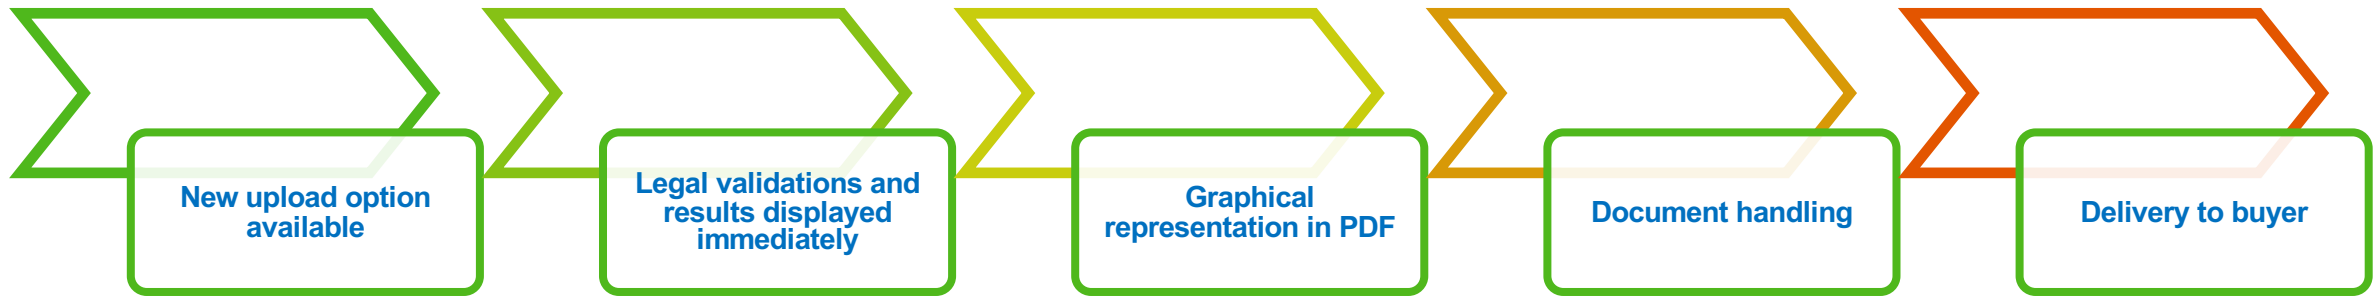 New upload option
available
Legal validations and
results displayed
immediately
Graphical
representation in PDF
Document handling
Delivery to buyer